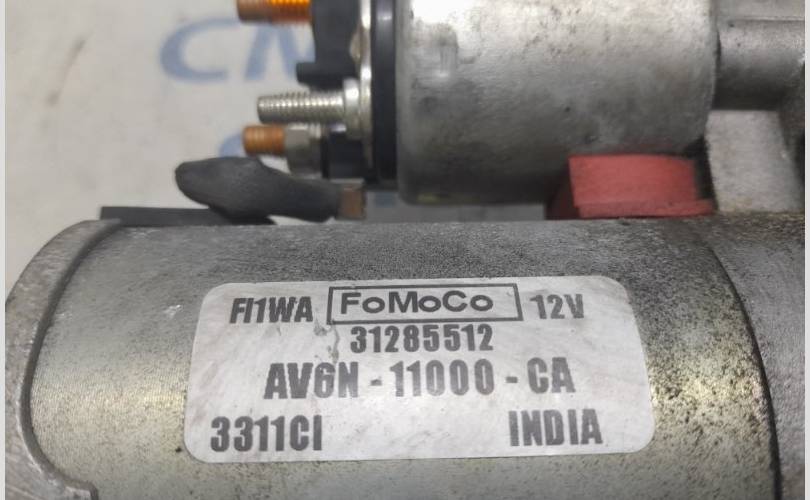 FI1WA FoMoCo 12V
31285512
AV6N - 11000 - CA
3311CI INDIA